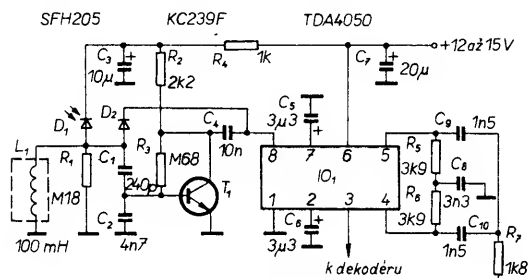 SFH205 KC239F TDA4050
C3 + 10µ
R2 2k2
R4 1k
C7 + 20µ
+12až15V
D1
D2
C4 10n
C5 3µ3 +
C9 1n5
L1
R1
C1 240p
R3 M68
T1
8 7 6 5
IO1
R5 3k9
C8 3n3
M18
R6 3k9
1 2 3 4
C2 4n7
C6 + 3µ3
C10 1n5
R7 1k8
100 mH
k dekodéru